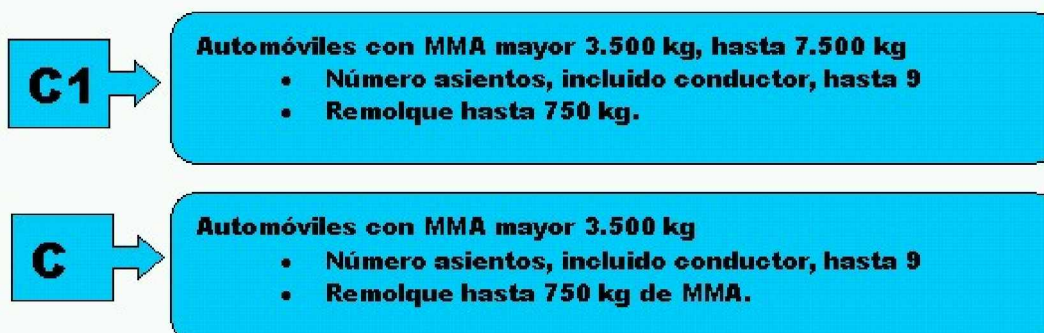 C1
Automóviles con MMA mayor 3.500 kg, hasta 7.500 kg
• Número asientos, incluido conductor, hasta 9
• Remolque hasta 750 kg.
C
Automóviles con MMA mayor 3.500 kg
• Número asientos, incluido conductor, hasta 9
• Remolque hasta 750 kg de MMA.